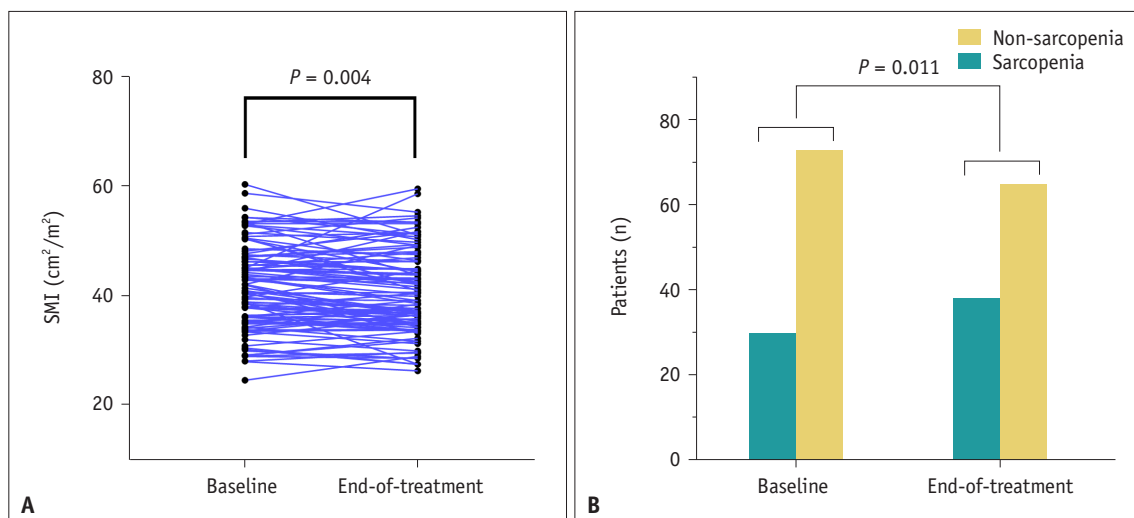 P = 0.004
80
60
40
20
SMI (cm²/m²)
Baseline End-of-treatment
A
Non-sarcopenia
Sarcopenia
P = 0.011
80
60
40
20
0
Patients (n)
Baseline End-of-treatment
B